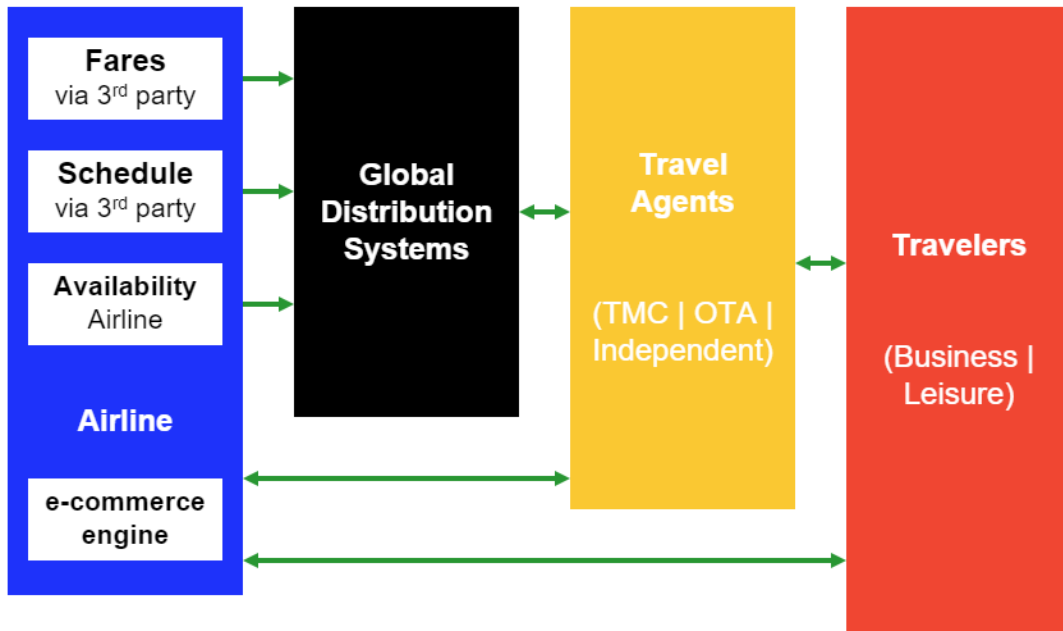 Fares
via 3rd party
Schedule
via 3rd party
Availability
Airline
Airline
e-commerce
engine
Global
Distribution
Systems
Travel
Agents
(TMC | OTA |
Independent)
Travelers
(Business |
Leisure)